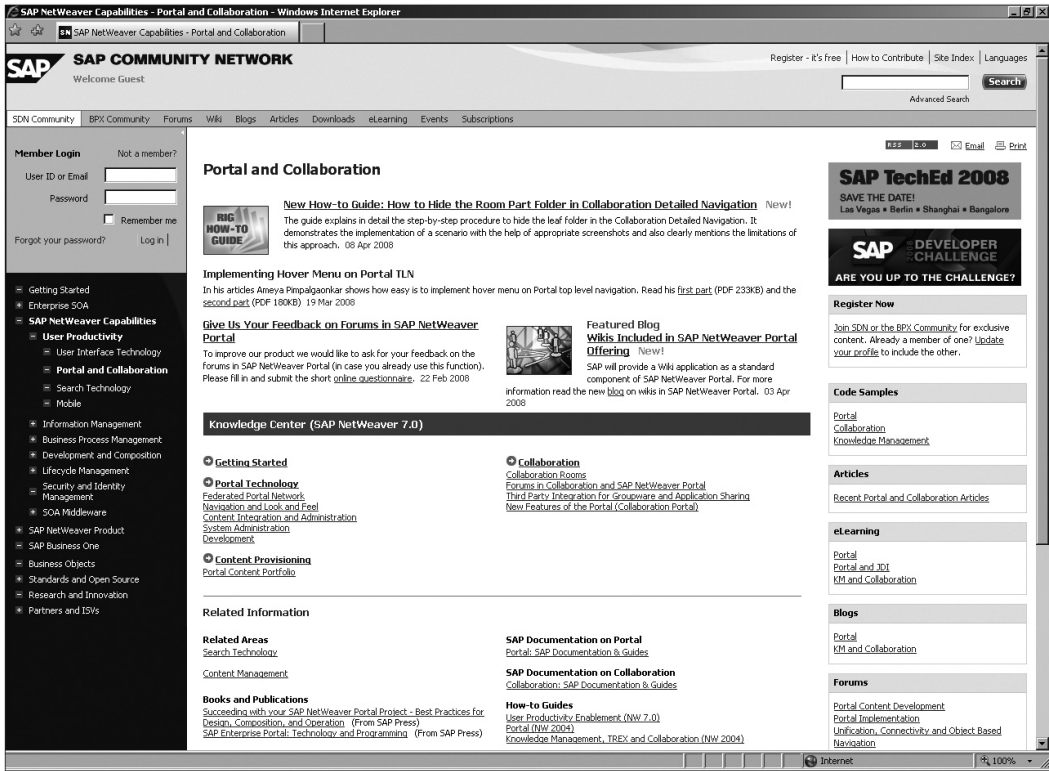 SAP NetWeaver Capabilities - Portal and Collaboration - Windows Internet Explorer
SN SAP NetWeaver Capabilities - Portal and Collaboration
SAP SAP COMMUNITY NETWORK
Welcome Guest
Register - it's free | How to Contribute | Site Index | Languages
Search
Advanced Search
SDN Community BPX Community Forums Wiki Blogs Articles Downloads eLearning Events Subscriptions
Member Login Not a member?
User ID or Email
Password
Remember me
Forgot your password? Log in |
Getting Started
Enterprise SOA
SAP NetWeaver Capabilities
User Productivity
User Interface Technology
Portal and Collaboration
Search Technology
Mobile
Information Management
Business Process Management
Development and Composition
Lifecycle Management
Security and Identity
Management
SOA Middleware
SAP NetWeaver Product
SAP Business One
Business Objects
Standards and Open Source
Research and Innovation
Partners and ISVs
RSS 2.0 Email Print
Portal and Collaboration
RIG
HOW-TO
GUIDE
New How-to Guide: How to Hide the Room Part Folder in Collaboration Detailed Navigation New!
The guide explains in detail the step-by-step procedure to hide the leaf folder in the Collaboration Detailed Navigation. It
demonstrates the implementation of a scenario with the help of appropriate screenshots and also clearly mentions the limitations of
this approach. 08 Apr 2008
Implementing Hover Menu on Portal TLN
In his articles Ameya Pimpalgaonkar shows how easy is to implement hover menu on Portal top level navigation. Read his first part (PDF 233KB) and the
second part (PDF 180KB) 19 Mar 2008
Give Us Your Feedback on Forums in SAP NetWeaver
Portal
To improve our product we would like to ask for your feedback on the
forums in SAP NetWeaver Portal (in case you already use this function).
Please fill in and submit the short online questionnaire. 22 Feb 2008
Featured Blog
Wikis Included in SAP NetWeaver Portal
Offering New!
SAP will provide a Wiki application as a standard
component of SAP NetWeaver Portal. For more
information read the new blog on wikis in SAP NetWeaver Portal. 03 Apr
2008
Knowledge Center (SAP NetWeaver 7.0)
Getting Started
Portal Technology
Federated Portal Network
Navigation and Look and Feel
Content Integration and Administration
System Administration
Development
Content Provisioning
Portal Content Portfolio
Collaboration
Collaboration Rooms
Forums in Collaboration and SAP NetWeaver Portal
Third Party Integration for Groupware and Application Sharing
New Features of the Portal (Collaboration Portal)
Related Information
Related Areas
Search Technology
Content Management
Books and Publications
Succeeding with your SAP NetWeaver Portal Project - Best Practices for
Design, Composition, and Operation (From SAP Press)
SAP Enterprise Portal: Technology and Programming (From SAP Press)
SAP Documentation on Portal
Portal: SAP Documentation & Guides
SAP Documentation on Collaboration
Collaboration: SAP Documentation & Guides
How-to Guides
User Productivity Enablement (NW 7.0)
Portal (NW 2004)
Knowledge Management, TREX and Collaboration (NW 2004)
SAP TechEd 2008
SAVE THE DATE!
Las Vegas ▪ Berlin ▪ Shanghai ▪ Bangalore
SAP DEVELOPER
CHALLENGE
ARE YOU UP TO THE CHALLENGE?
Register Now
Join SDN or the BPX Community for exclusive
content. Already a member of one? Update
your profile to include the other.
Code Samples
Portal
Collaboration
Knowledge Management
Articles
Recent Portal and Collaboration Articles
eLearning
Portal
Portal and JDI
KM and Collaboration
Blogs
Portal
KM and Collaboration
Forums
Portal Content Development
Portal Implementation
Unification, Connectivity and Object Based
Navigation
Internet 100%